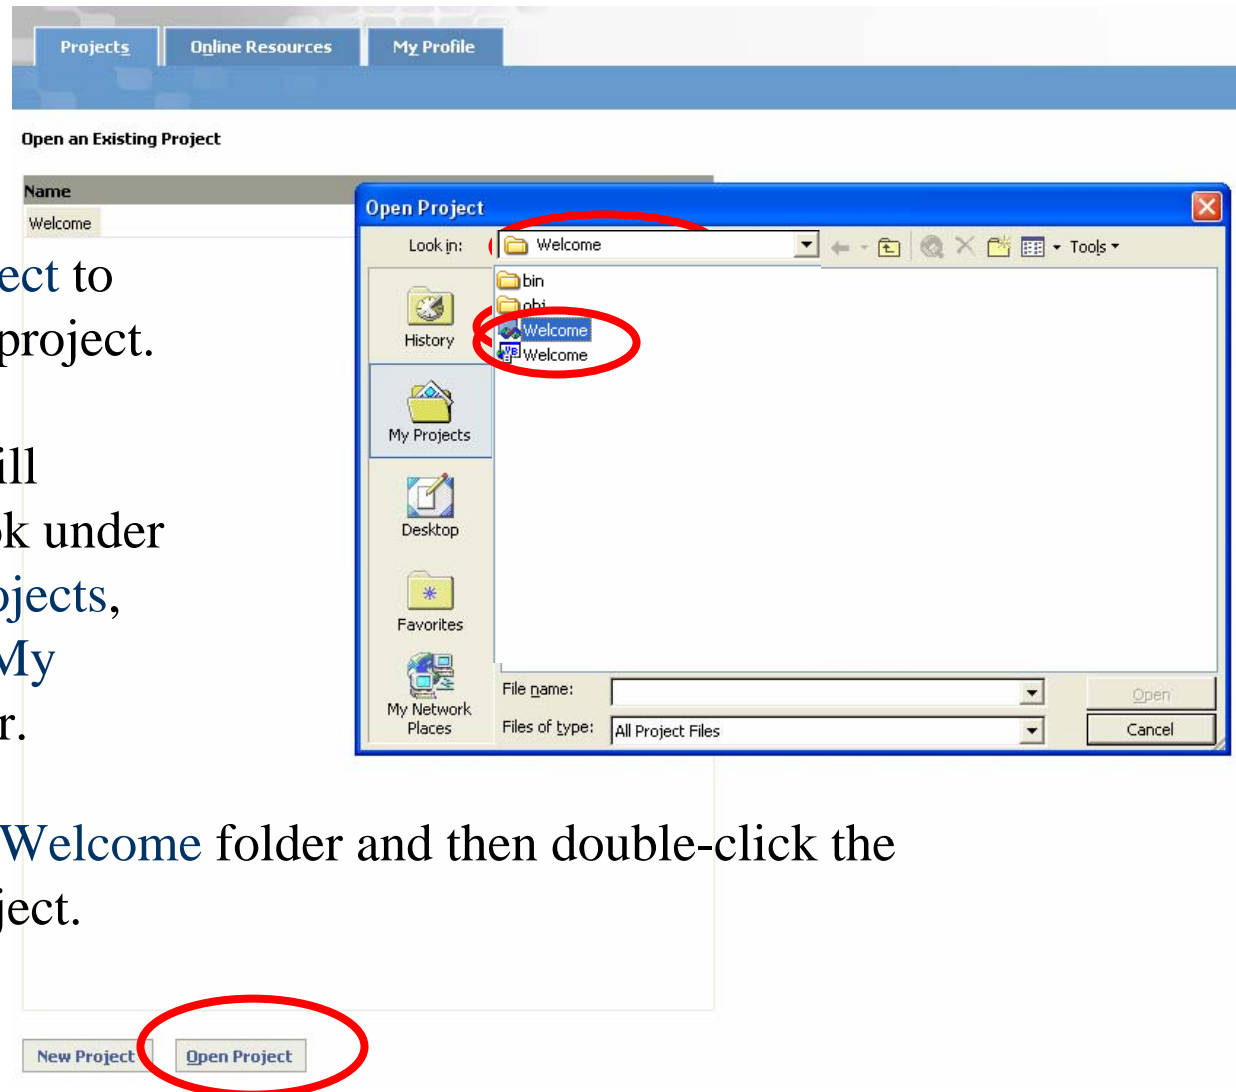 Projects Online Resources My Profile
Open an Existing Project
Name
Welcome
Open Project
Look in: Welcome Tools
bin
obj
Welcome
Welcome
History
My Projects
Desktop
Favorites
My Network
Places
File name: Open
Files of type: All Project Files Cancel
ect to
project.
ill
ok under
ojects,
My
r.
Welcome folder and then double-click the
ject.
New Project Open Project